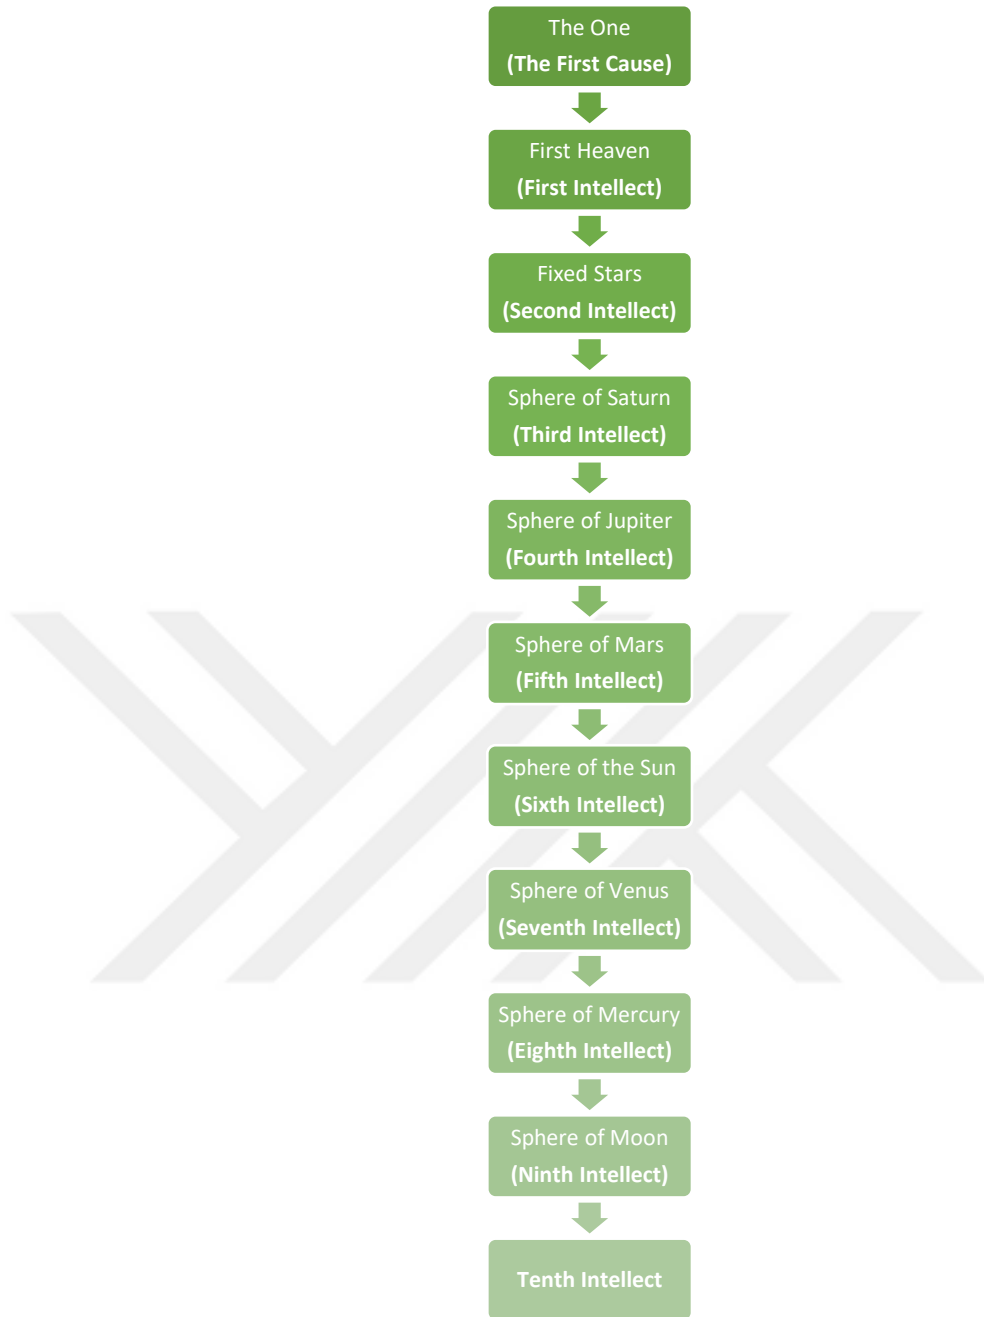 The One
(The First Cause)
First Heaven
(First Intellect)
Fixed Stars
(Second Intellect)
Sphere of Saturn
(Third Intellect)
Sphere of Jupiter
(Fourth Intellect)
Sphere of Mars
(Fifth Intellect)
Sphere of the Sun
(Sixth Intellect)
Sphere of Venus
(Seventh Intellect)
Sphere of Mercury
(Eighth Intellect)
Sphere of Moon
(Ninth Intellect)
Tenth Intellect